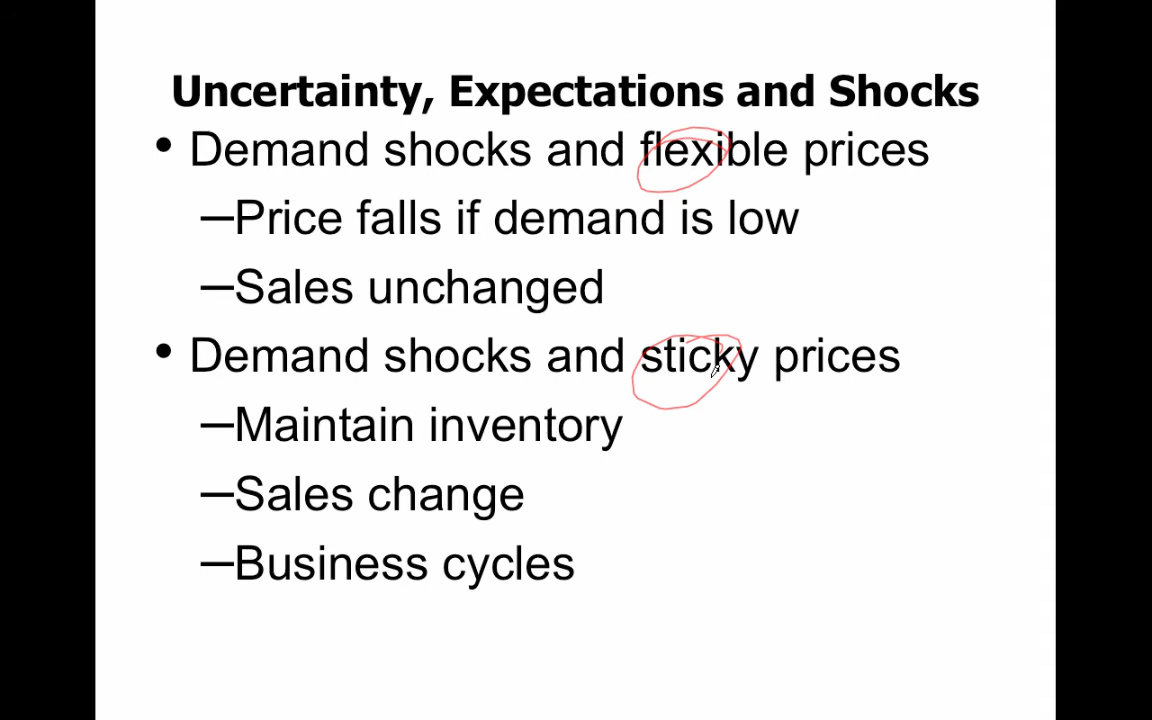 Uncertainty, Expectations and Shocks
• Demand shocks and flexible prices
–Price falls if demand is low
–Sales unchanged
• Demand shocks and sticky prices
–Maintain inventory
–Sales change
–Business cycles